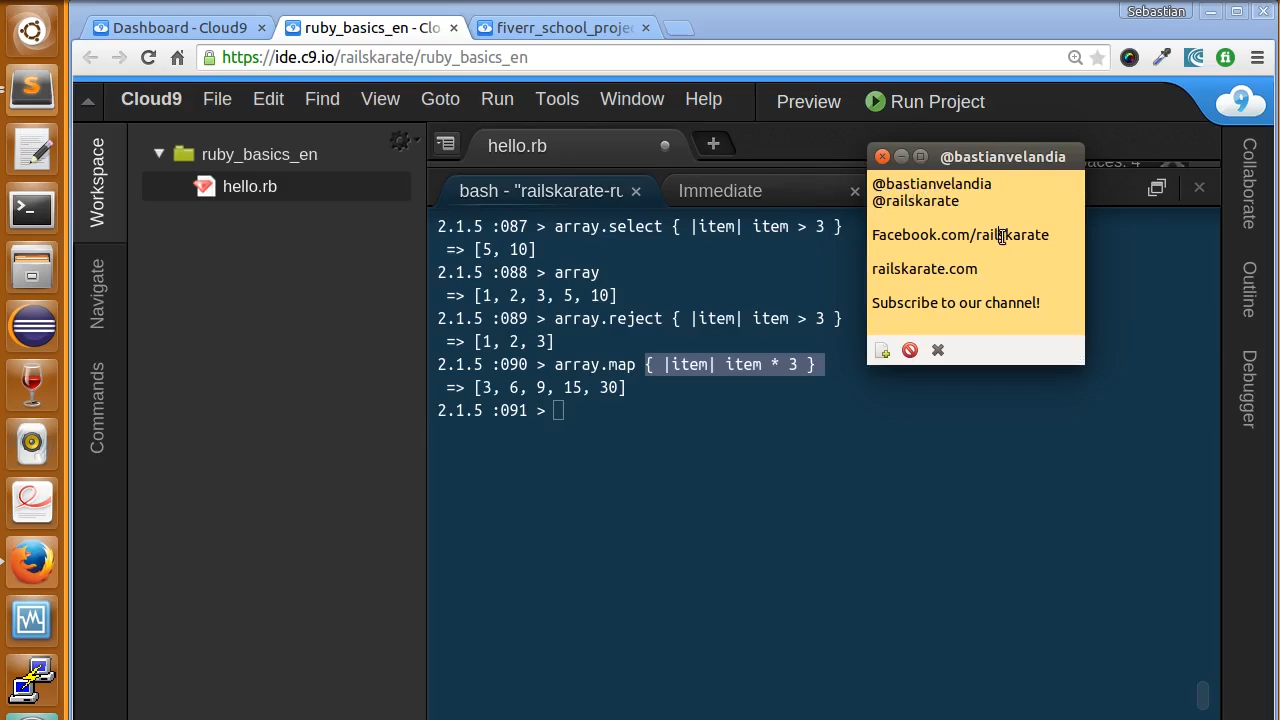 Sebastian
Dashboard - Cloud9
ruby_basics_en - Clo
fiverr_school_proje
https://ide.c9.io/railskarate/ruby_basics_en
Cloud9 File Edit Find View Goto Run Tools Window Help Preview Run Project
Workspace
Navigate
Commands
ruby_basics_en
hello.rb
hello.rb
bash - "railskarate-ru
Immediate
2.1.5 :087 > array.select { |item| item > 3 }
=> [5, 10]
2.1.5 :088 > array
=> [1, 2, 3, 5, 10]
2.1.5 :089 > array.reject { |item| item > 3 }
=> [1, 2, 3]
2.1.5 :090 > array.map { |item| item * 3 }
=> [3, 6, 9, 15, 30]
2.1.5 :091 >
@bastianvelandia
@bastianvelandia
@railskarate
Facebook.com/railskarate
railskarate.com
Subscribe to our channel!
Collaborate
Outline
Debugger